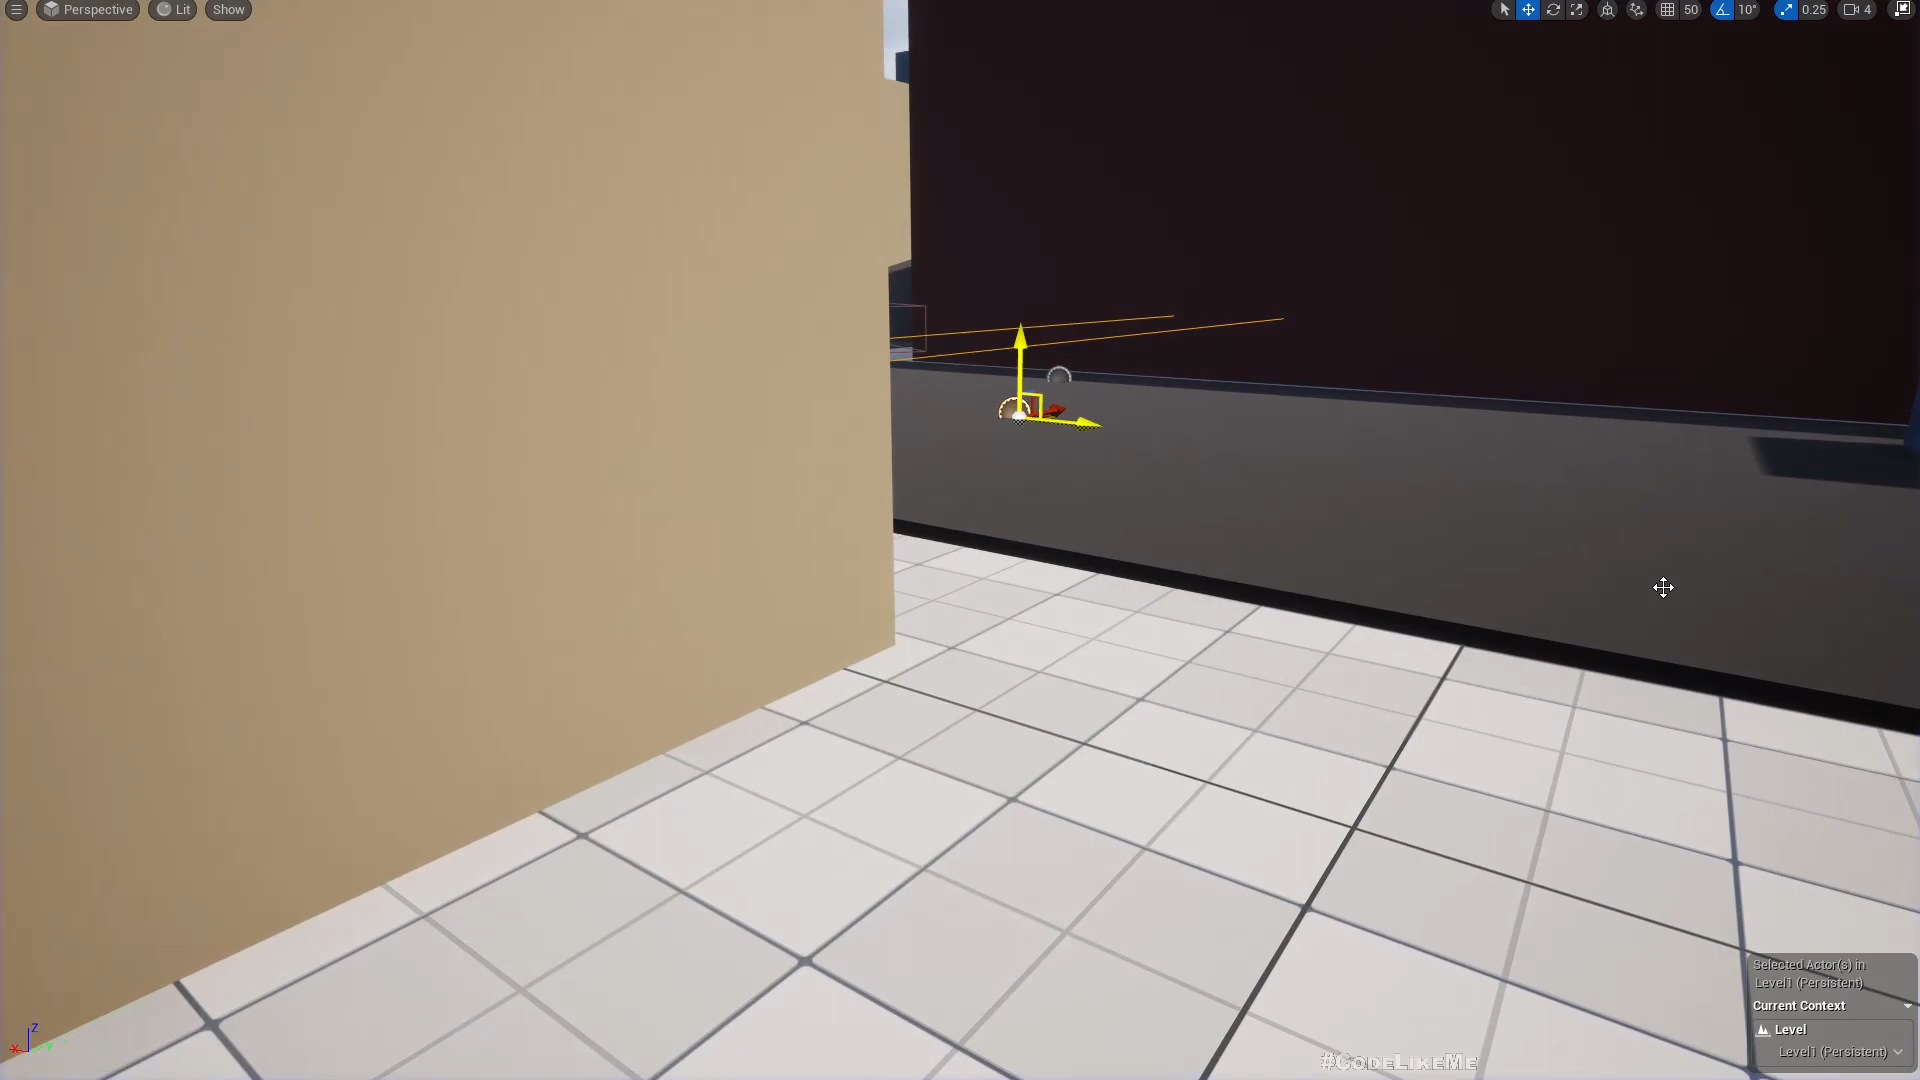 Perspective
Lit
Show
50
10°
0.25
4
Selected Actor(s) in
Level1 (Persistent)
Current Context
Level
Level1 (Persistent)
Z
X
Y
#CodeLikeMe